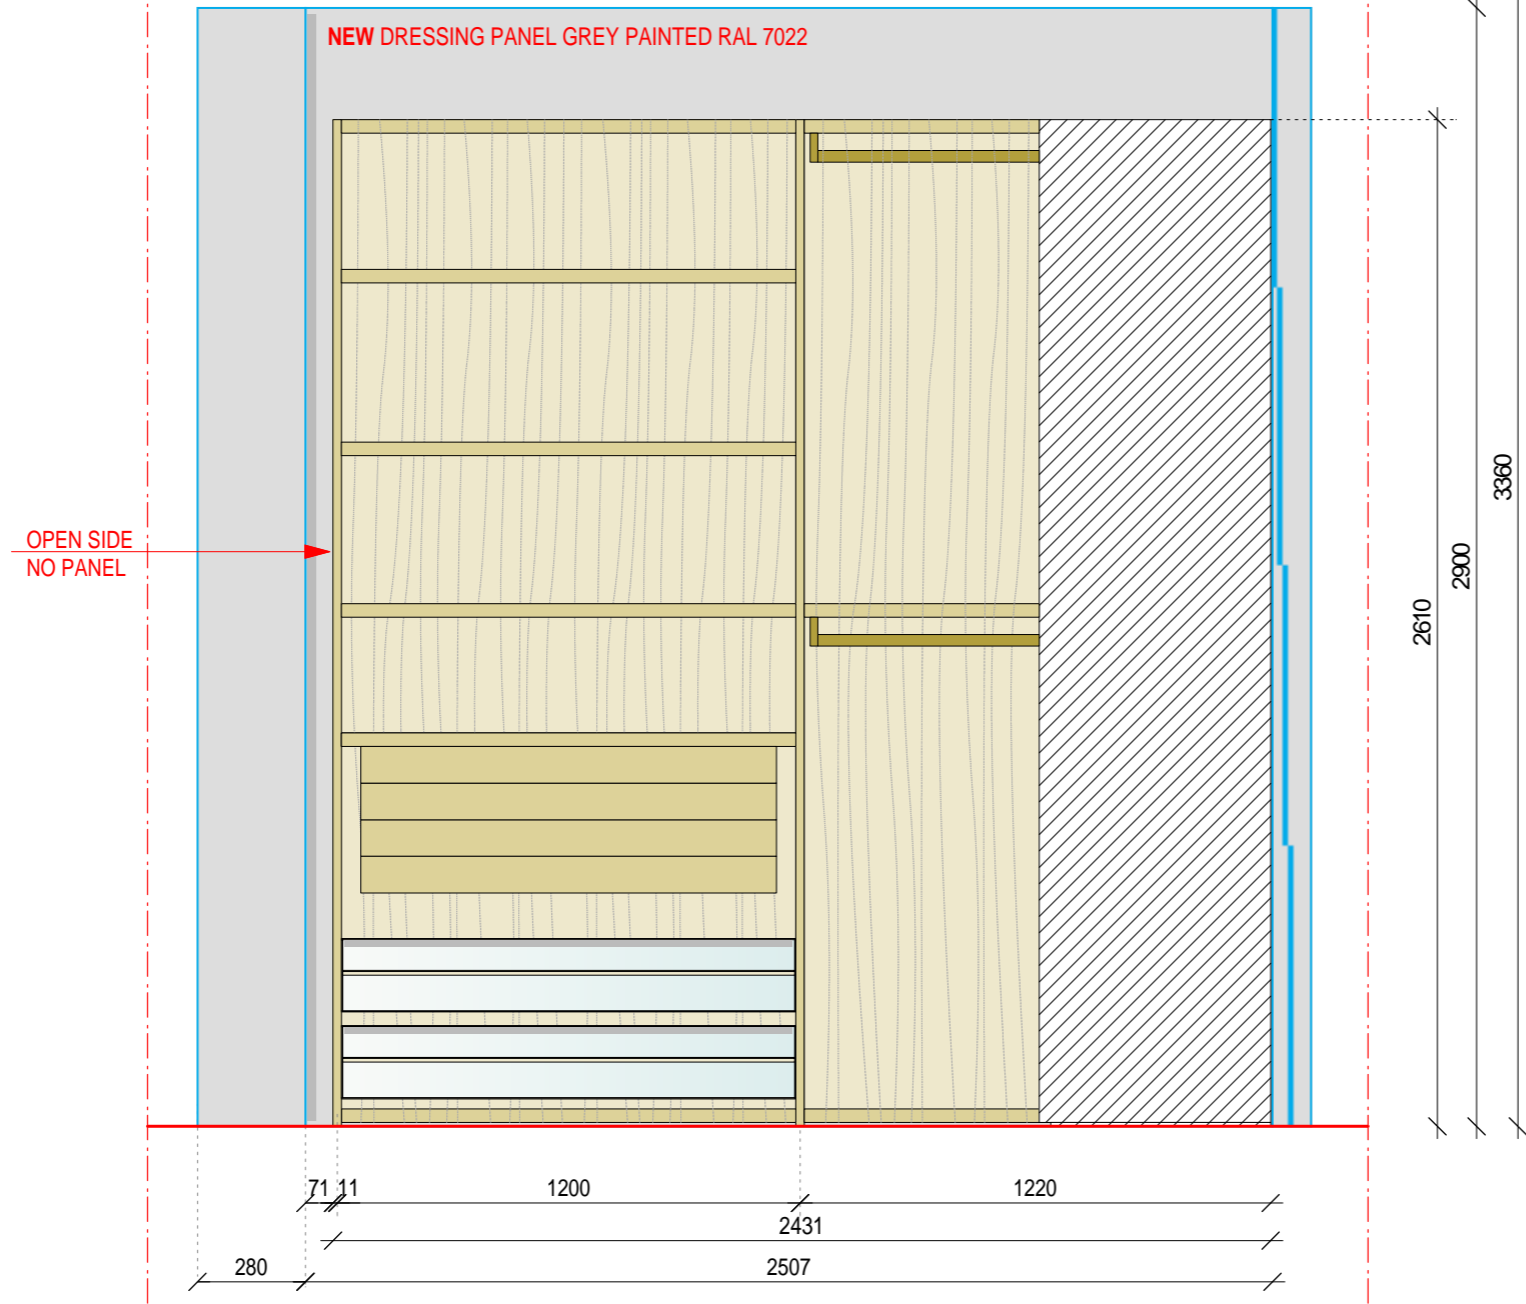 NEW DRESSING PANEL GREY PAINTED RAL 7022
OPEN SIDE
NO PANEL
3360
2900
2610
71 11 1200 1220
2431
280 2507